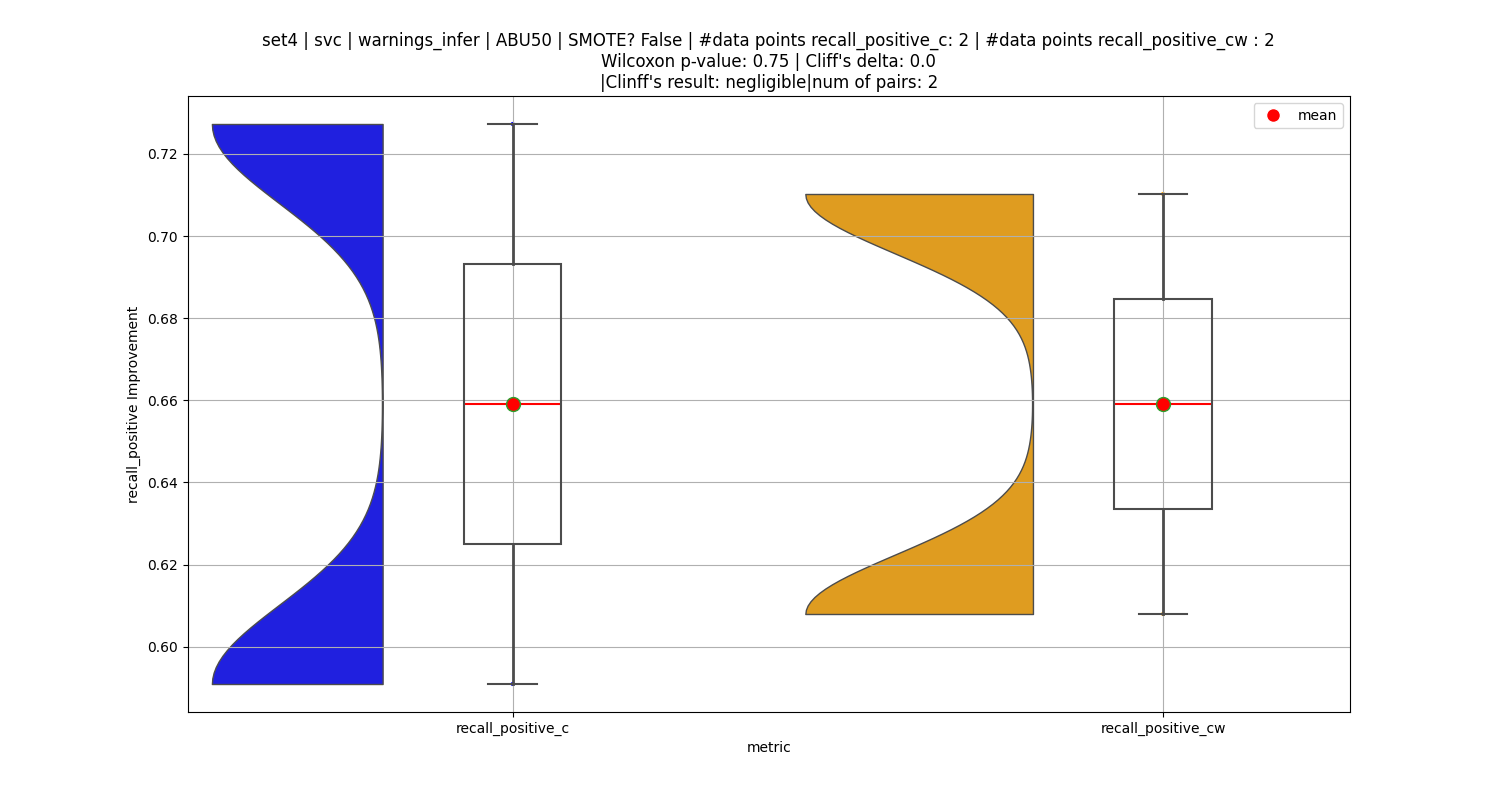 set4 | svc | warnings_infer | ABU50 | SMOTE? False | #data points recall_positive_c: 2 | #data points recall_positive_cw : 2
Wilcoxon p-value: 0.75 | Cliff's delta: 0.0
|Clinff's result: negligible|num of pairs: 2
mean
0.72
0.70
0.68
0.66
0.64
0.62
0.60
recall_positive Improvement
recall_positive_c
recall_positive_cw
metric